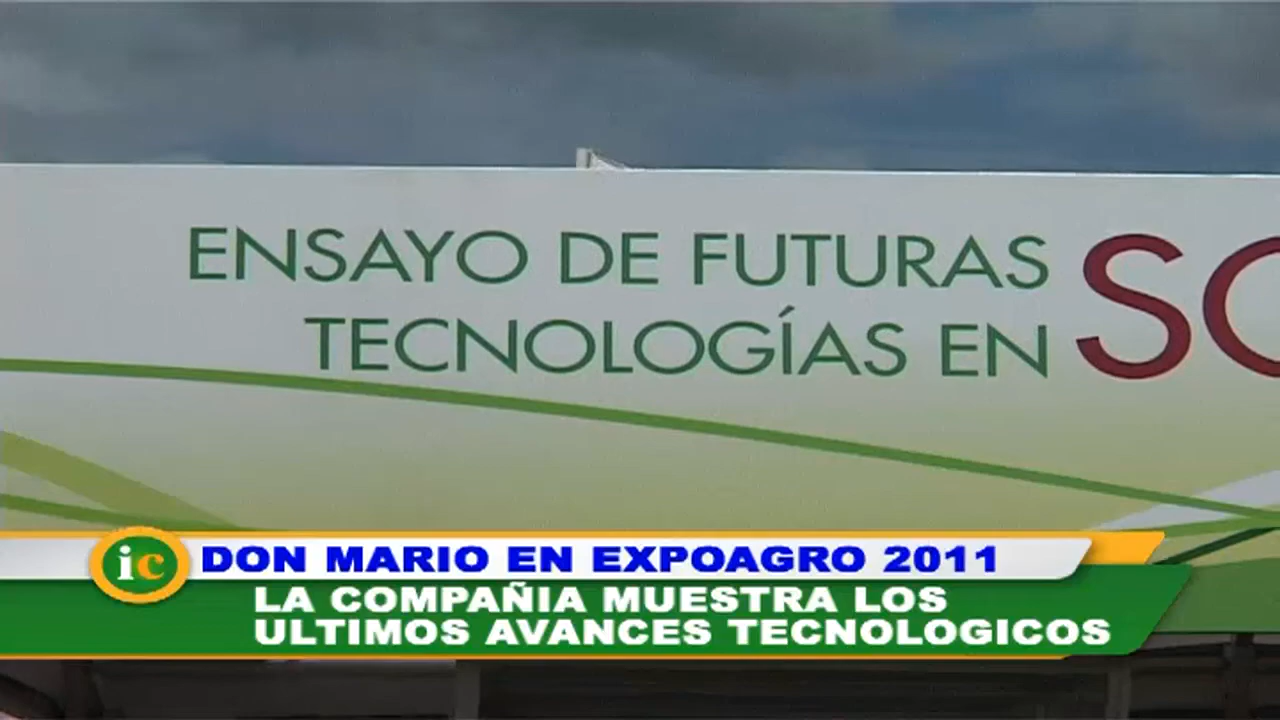 ENSAYO DE FUTURAS
TECNOLOGÍAS EN
ic
DON MARIO EN EXPOAGRO 2011
LA COMPAÑIA MUESTRA LOS
ULTIMOS AVANCES TECNOLOGICOS